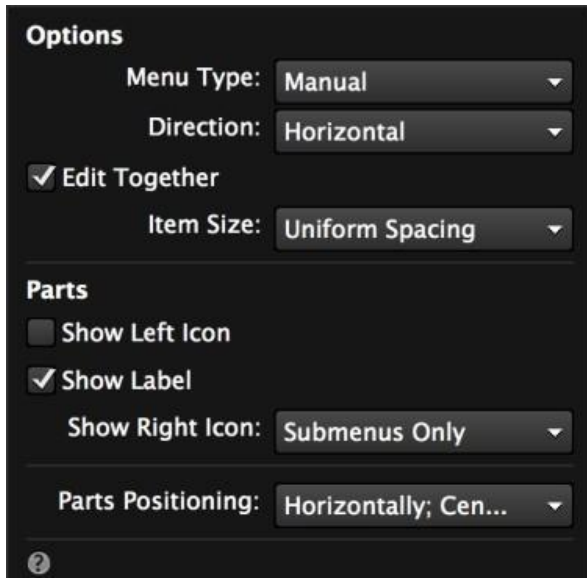 Options
Menu Type: Manual
Direction: Horizontal
Edit Together
Item Size: Uniform Spacing
Parts
Show Left Icon
Show Label
Show Right Icon: Submenus Only
Parts Positioning: Horizontally; Cen...
?